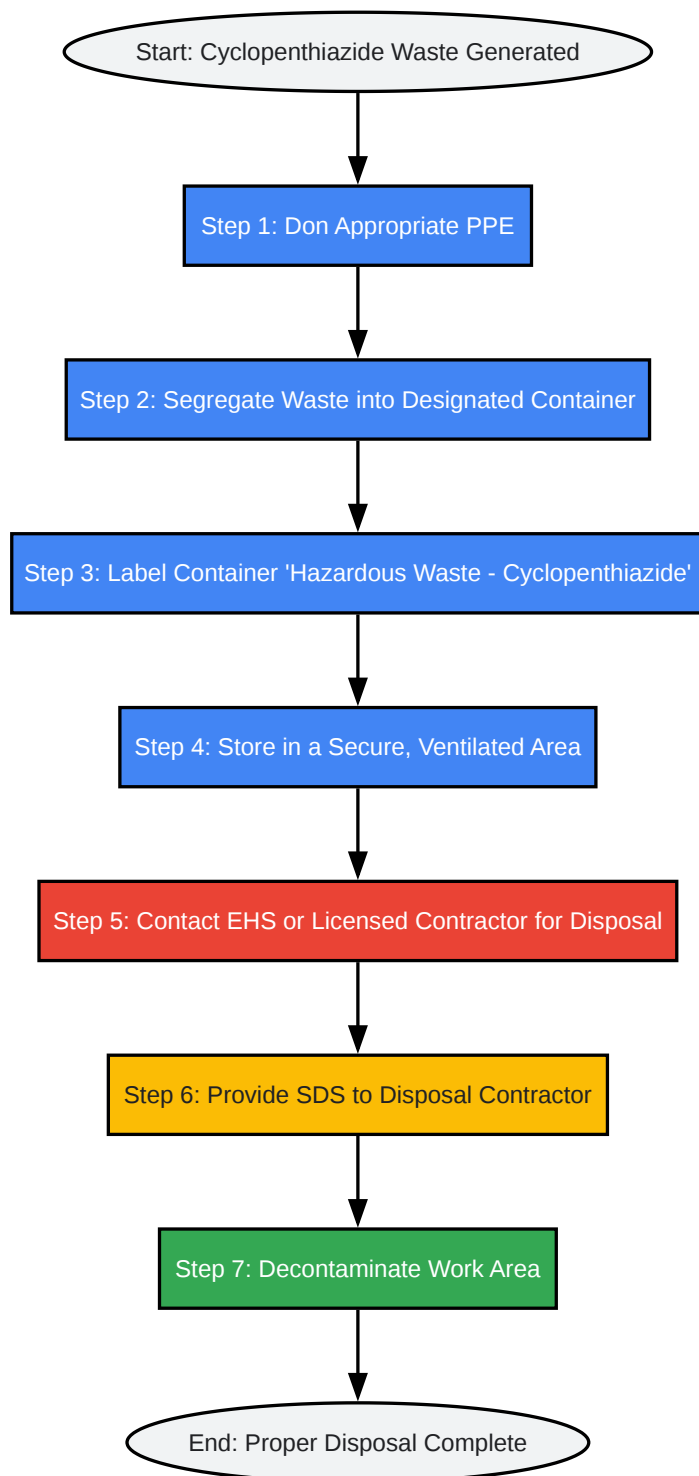 Start: Cyclopenthiazide Waste Generated
Step 1: Don Appropriate PPE
Step 2: Segregate Waste into Designated Container
Step 3: Label Container 'Hazardous Waste - Cyclopenthiazide'
Step 4: Store in a Secure, Ventilated Area
Step 5: Contact EHS or Licensed Contractor for Disposal
Step 6: Provide SDS to Disposal Contractor
Step 7: Decontaminate Work Area
End: Proper Disposal Complete